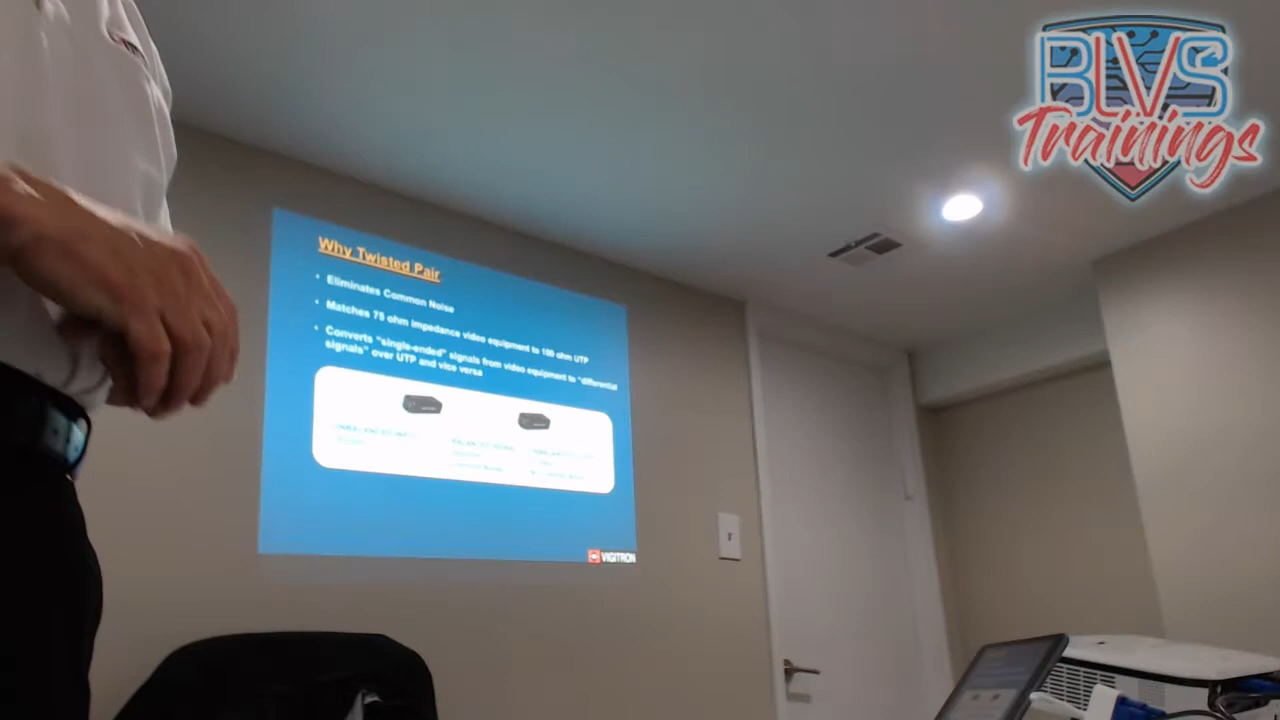 BLVS
Trainings
Why Twisted Pair
• Eliminates Common Noise
• Matches 75 ohm impedance video equipment to 100 ohm UTP
• Converts "single-ended" signals from video equipment to "differential
signals" over UTP and vice versa
VIGITRON